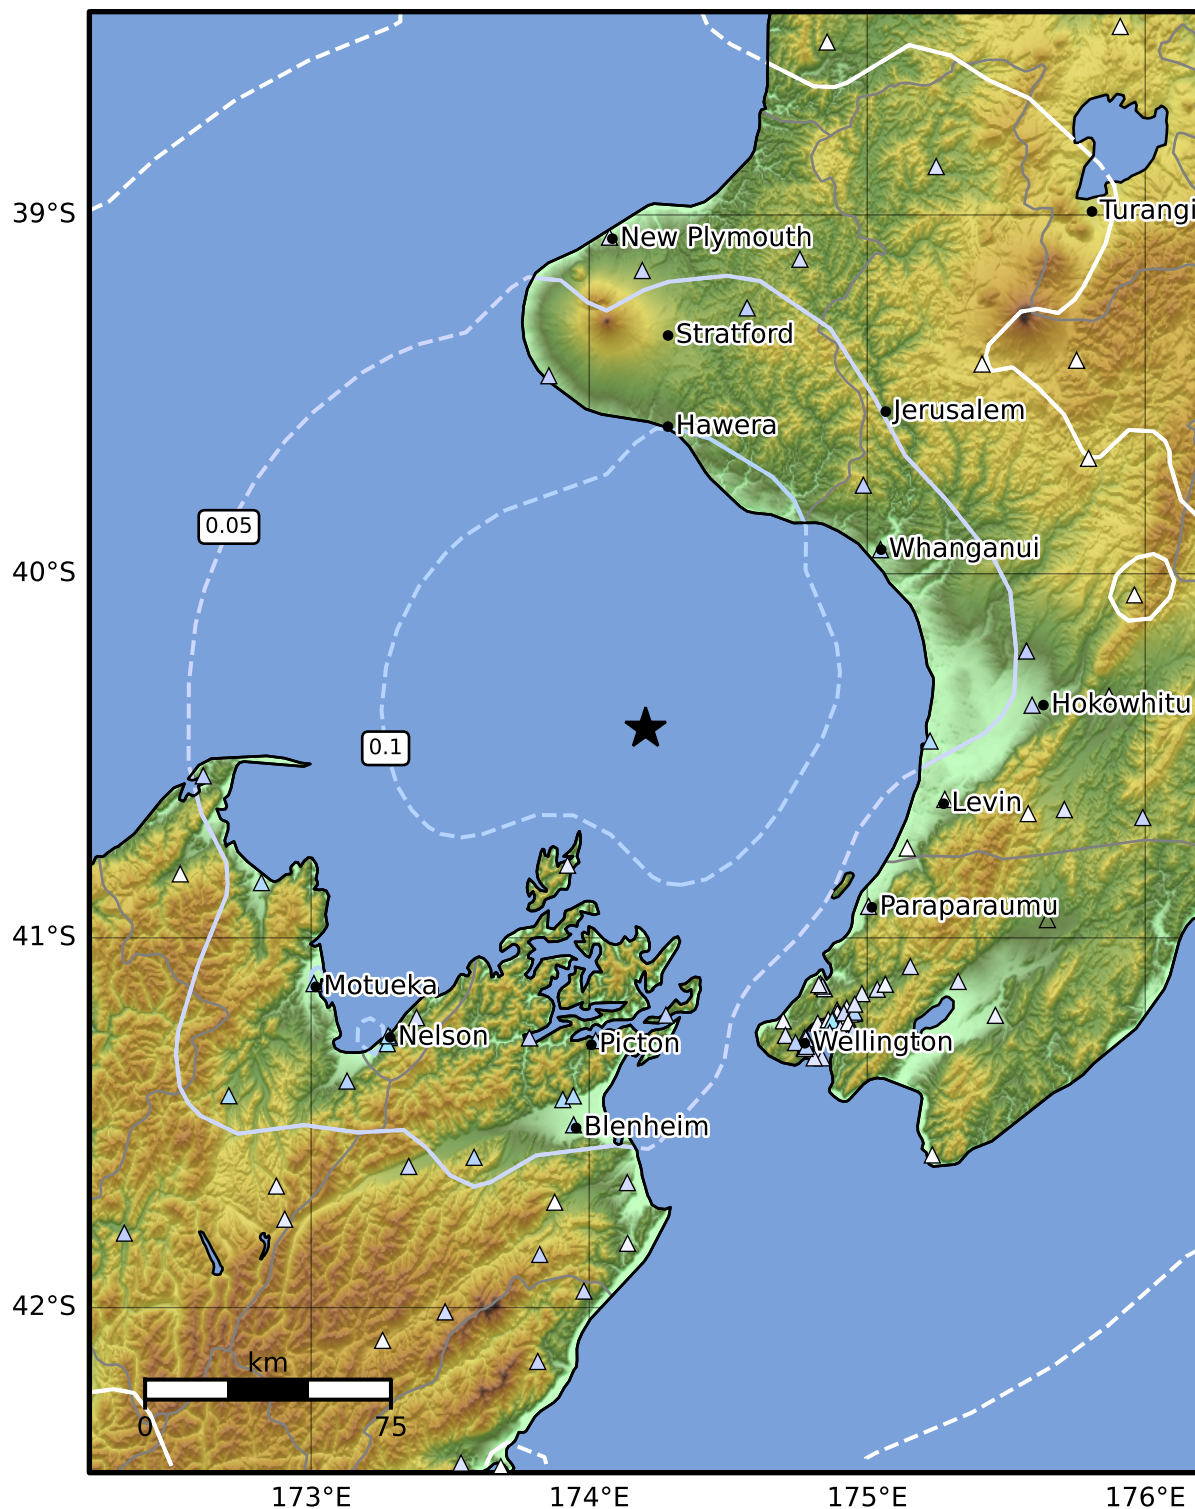 39°S
Turangi
New Plymouth
Stratford
Jerusalem
Hawera
0.05
Whanganui
40°S
Hokowhitu
0.1
Levin
Paraparaumu
41°S
Motueka
Nelson
Picton
Wellington
Blenheim
42°S
km
0
75
173°E
174°E
175°E
176°E